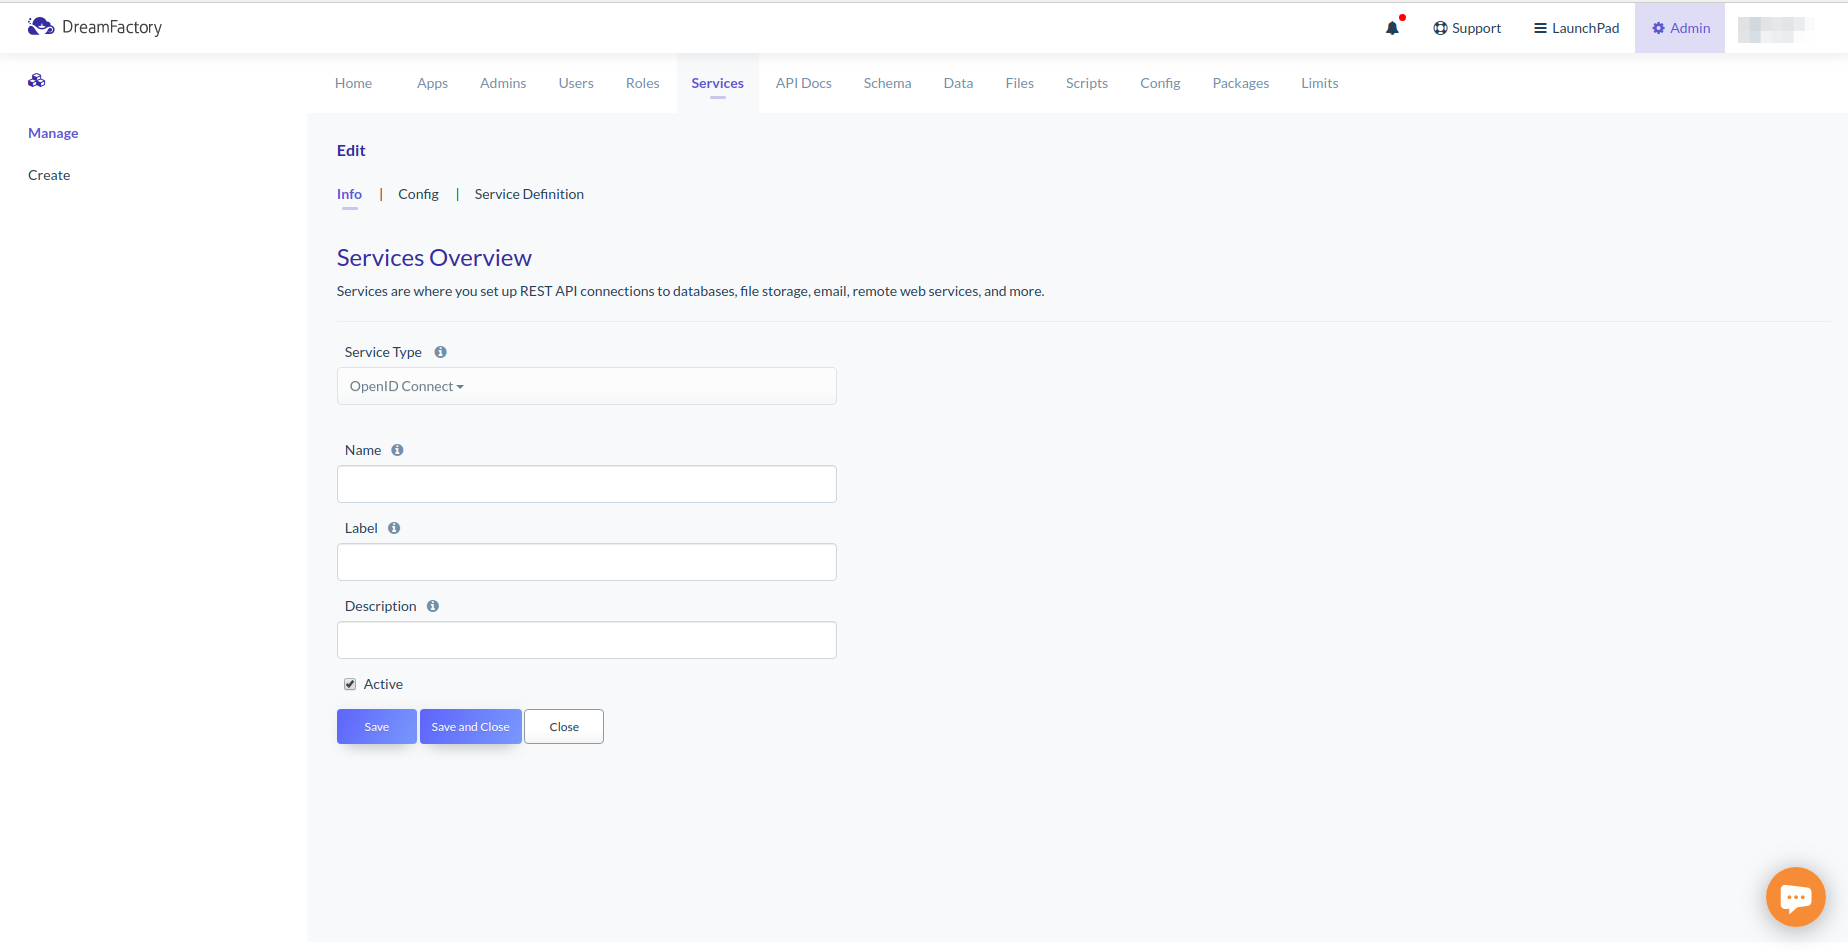 DreamFactory
Support
LaunchPad
Admin
Home
Apps
Admins
Users
Roles
Services
API Docs
Schema
Data
Files
Scripts
Config
Packages
Limits
Manage
Create
Edit
Info | Config | Service Definition
Services Overview
Services are where you set up REST API connections to databases, file storage, email, remote web services, and more.
Service Type
OpenID Connect
Name
Label
Description
Active
Save
Save and Close
Close